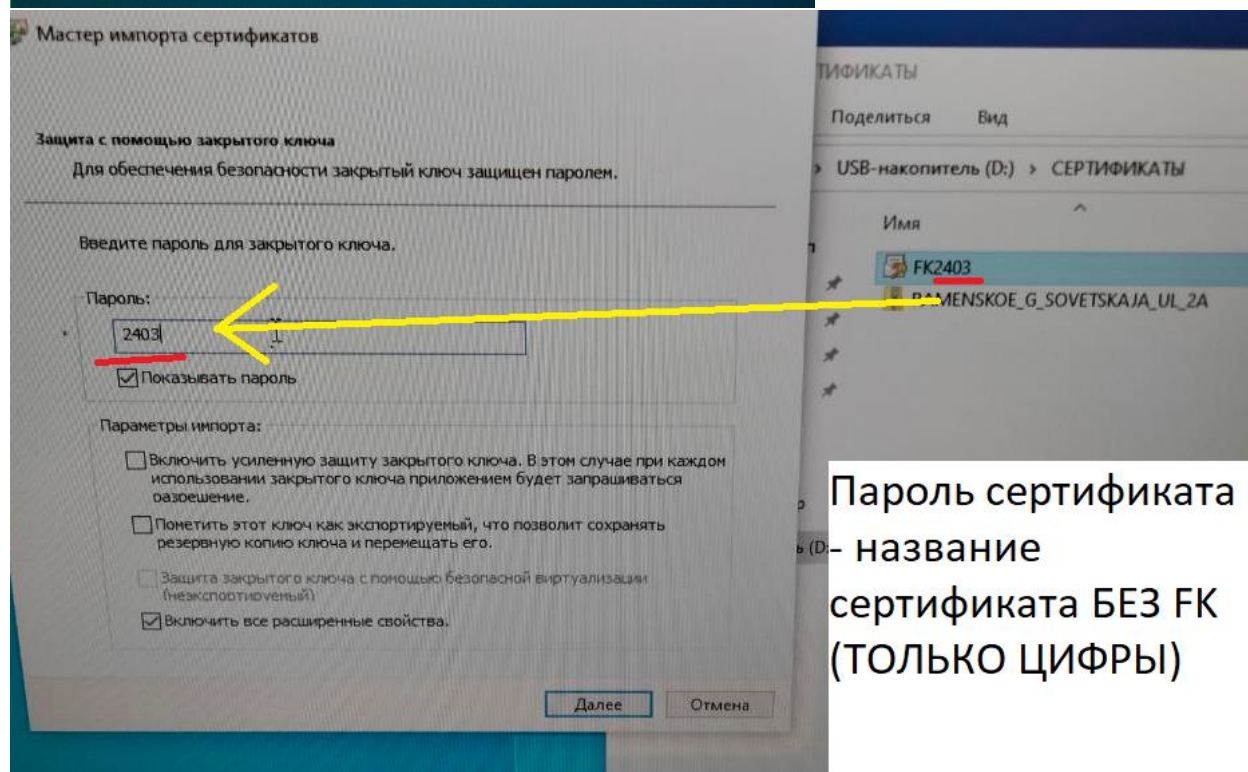 Мастер импорта сертификатов
Защита с помощью закрытого ключа
Для обеспечения безопасности закрытый ключ защищен паролем.
Введите пароль для закрытого ключа.
Пароль:
2403
Показывать пароль
Параметры импорта:
Включить усиленную защиту закрытого ключа. В этом случае при каждом
использовании закрытого ключа приложением будет запрашиваться
разрешение.
Пометить этот ключ как экспортируемый, что позволит сохранять
резервную копию ключа и перемещать его.
Защита закрытого ключа с помощью безопасной виртуализации
(неэкспортируемый)
Включить все расширенные свойства.
Далее
Отмена
ТИФИКАТЫ
Поделиться Вид
USB-накопитель (D:) > СЕРТИФИКАТЫ
Имя
FK2403
RAMENSKOE_G_SOVETSKAJA_UL_2A
(D:
Пароль сертификата
- название
сертификата БЕЗ FK
(ТОЛЬКО ЦИФРЫ)